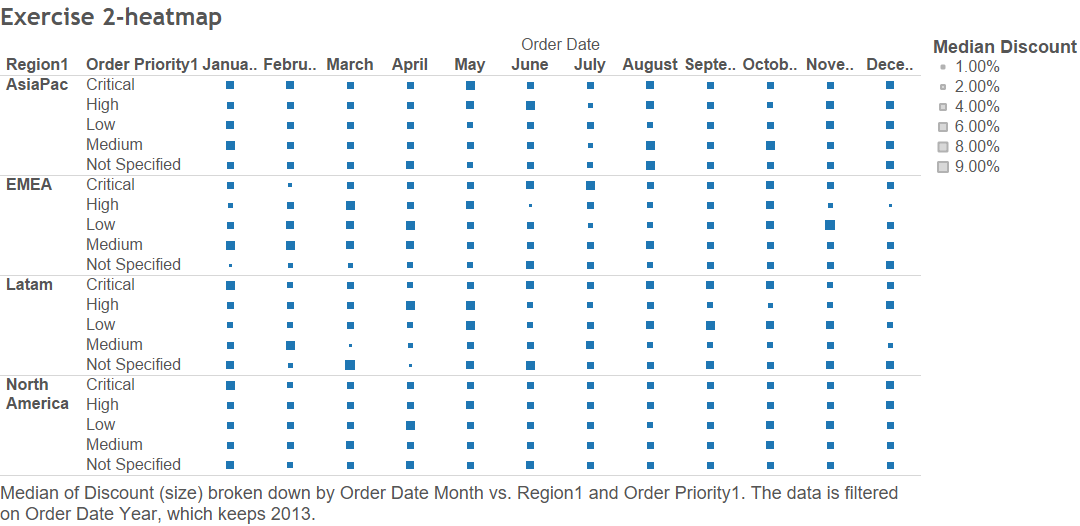 Exercise 2-heatmap
Order Date
Region1 Order Priority1 Janua.. Febru.. March April May June July August Septe.. Octob.. Nove.. Dece..
AsiaPac Critical
High
Low
Medium
Not Specified
EMEA Critical
High
Low
Medium
Not Specified
Latam Critical
High
Low
Medium
Not Specified
North Critical
America High
Low
Medium
Not Specified
Median Discount
1.00%
2.00%
4.00%
6.00%
8.00%
9.00%
Median of Discount (size) broken down by Order Date Month vs. Region1 and Order Priority1. The data is filtered
on Order Date Year, which keeps 2013.